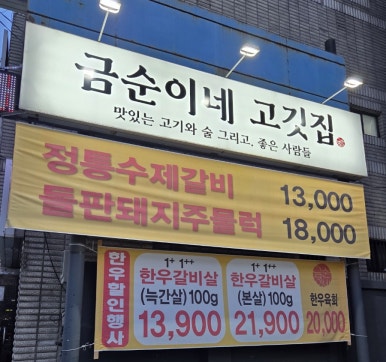 금순이네 고깃집
맛있는 고기와 술 그리고, 좋은 사람들
정통수제갈비 13,000
돌판돼지주물럭 18,000
한우할인행사
1+ 1++
한우갈비살
(늑간살) 100g
13,900
1+ 1++
한우갈비살
(본살) 100g
21,900
한우육회
20,000